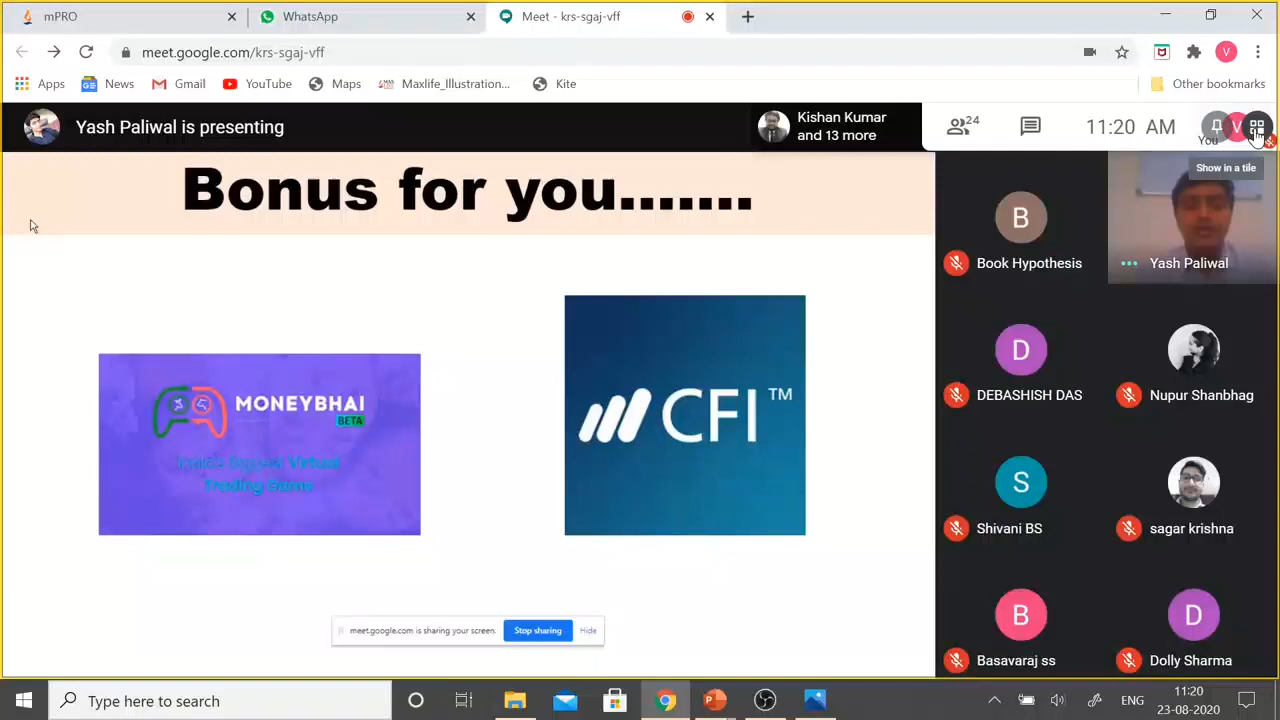 mPRO
WhatsApp
Meet - krs-sgaj-vff
meet.google.com/krs-sgaj-vff
V
Apps
News
Gmail
YouTube
Maps
Maxlife_Illustration...
Kite
Other bookmarks
Yash Paliwal is presenting
Kishan Kumar
and 13 more
24
11:20 AM
V
You
Show in a tile
Bonus for you.......
B
Book Hypothesis
Yash Paliwal
MONEYBHAI
BETA
Virtual
Trading Game
CFI™
D
DEBASHISH DAS
Nupur Shanbhag
S
Shivani BS
sagar krishna
meet.google.com is sharing your screen.
Stop sharing
Hide
B
Basavaraj ss
D
Dolly Sharma
Type here to search
ENG
11:20
23-08-2020